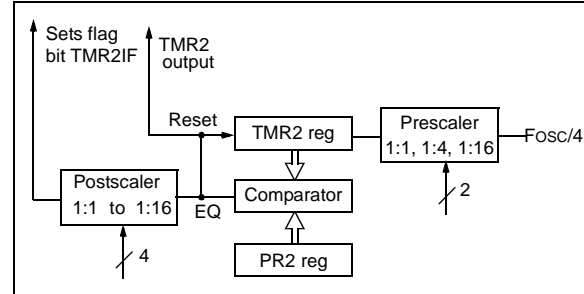 Sets flag
bit TMR2IF
TMR2
output
Reset
TMR2 reg
Prescaler
1:1, 1:4, 1:16
FOSC/4
2
Postscaler
1:1 to 1:16
EQ
Comparator
4
PR2 reg